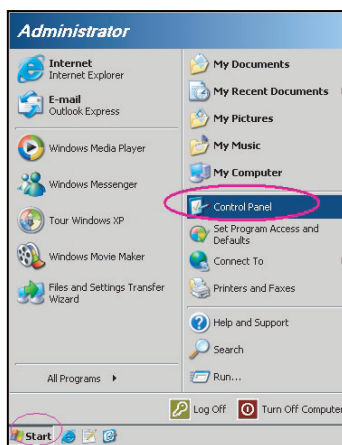 Administrator
Internet
Internet Explorer
E-mail
Outlook Express
Windows Media Player
Windows Messenger
Tour Windows XP
Windows Movie Maker
Files and Settings Transfer
Wizard
All Programs
My Documents
My Recent Documents
My Pictures
My Music
My Computer
Control Panel
Set Program Access and
Defaults
Connect To
Printers and Faxes
Help and Support
Search
Run...
Log Off
Turn Off Computer
Start